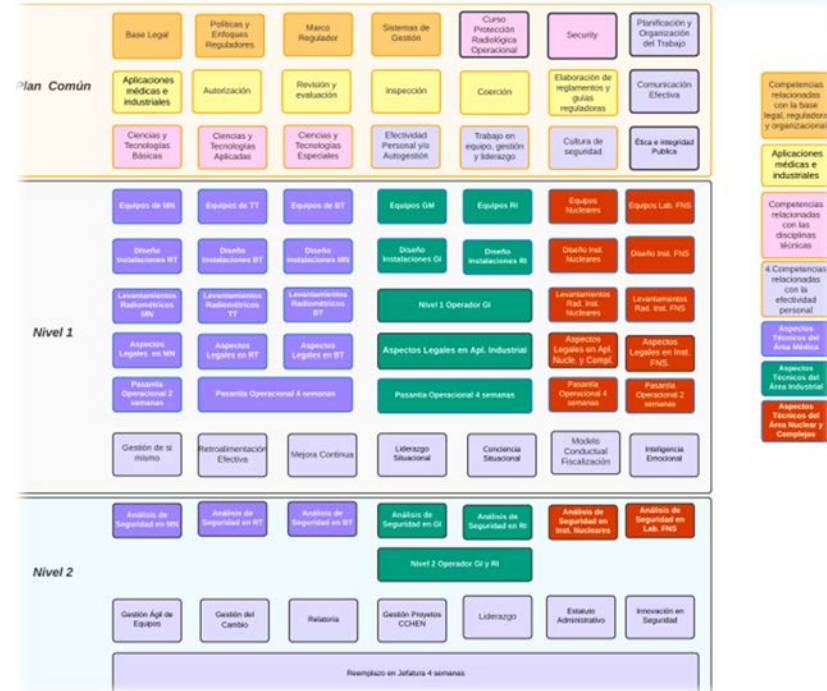 Base Legal
Políticas y
Enfoques
Reguladores
Marco
Regulador
Sistemas de
Gestión
Curso
Protección
Radiológica
Operacional
Security
Planificación y
Organización
del Trabajo
Plan Común
Aplicaciones
médicas e
industriales
Autorización
Revisión y
evaluación
Inspección
Coerción
Elaboración de
reglamentos y
guías
reguladoras
Comunicación
Efectiva
Ciencias y
Tecnologías
Básicas
Ciencias y
Tecnologías
Aplicadas
Ciencias y
Tecnologías
Especiales
Efectividad
Personal y/o
Autogestión
Trabajo en
equipo, gestión
y liderazgo
Cultura de
seguridad
Ética e integridad
Publica
Nivel 1
Equipos de MN
Equipos de TT
Equipos de BT
Equipos GM
Equipos RI
Equipos
Nucleares
Equipos Lab. FNS
Diseño
Instalaciones RT
Diseño
Instalaciones BT
Diseño
Instalaciones MN
Diseño
Instalaciones GI
Diseño
Instalaciones RI
Diseño Inst.
Nucleares
Diseño Inst. FNS
Levantamientos
Radiométricos
MN
Levantamientos
Radiométricos
TT
Levantamientos
Radiométricos
BT
Nivel 1 Operador GI
Levantamientos
Rad. Inst.
Nucleares
Levantamientos
Rad. Inst. FNS
Aspectos
Legales en MN
Aspectos
Legales en RT
Aspectos
Legales en BT
Aspectos Legales en Apl. Industrial
Aspectos
Legales en Apl.
Nucle. y Compl.
Aspectos
Legales en Inst.
FNS.
Pasantía
Operacional 2
semanas
Pasantía Operacional 4 semanas
Pasantía Operacional 4 semanas
Pasantía
Operacional 4
semanas
Pasantía
Operacional 2
semanas
Gestión de si
mismo
Retroalimentación
Efectiva
Mejora Continua
Liderazgo
Situacional
Conciencia
Situacional
Modelo
Conductual
Fiscalización
Inteligencia
Emocional
Nivel 2
Análisis de
Seguridad en MN
Análisis de
Seguridad en RT
Análisis de
Seguridad en BT
Análisis de
Seguridad en GI
Análisis de
Seguridad en RI
Análisis de
Seguridad en
Inst. Nucleares
Análisis de
Seguridad en
Lab. FNS
Nivel 2 Operador GI y RI
Gestión Ágil de
Equipos
Gestión del
Cambio
Relatoría
Gestión Proyetos
CCHEN
Liderazgo
Estatuto
Administrativo
Innovación en
Seguridad
Reemplazo en Jefatura 4 semanas
Competencias
relacionadas
con la base
legal, reguladora
y organizacional
Aplicaciones
médicas e
industriales
Competencias
relacionadas
con las
disciplinas
técnicas
4.Competencias
relacionadas
con la
efectividad
personal
Aspectos
Técnicos del
Área Médica
Aspectos
Técnicos del
Área Industrial
Aspectos
Técnicos del
Área Nuclear y
Complejas